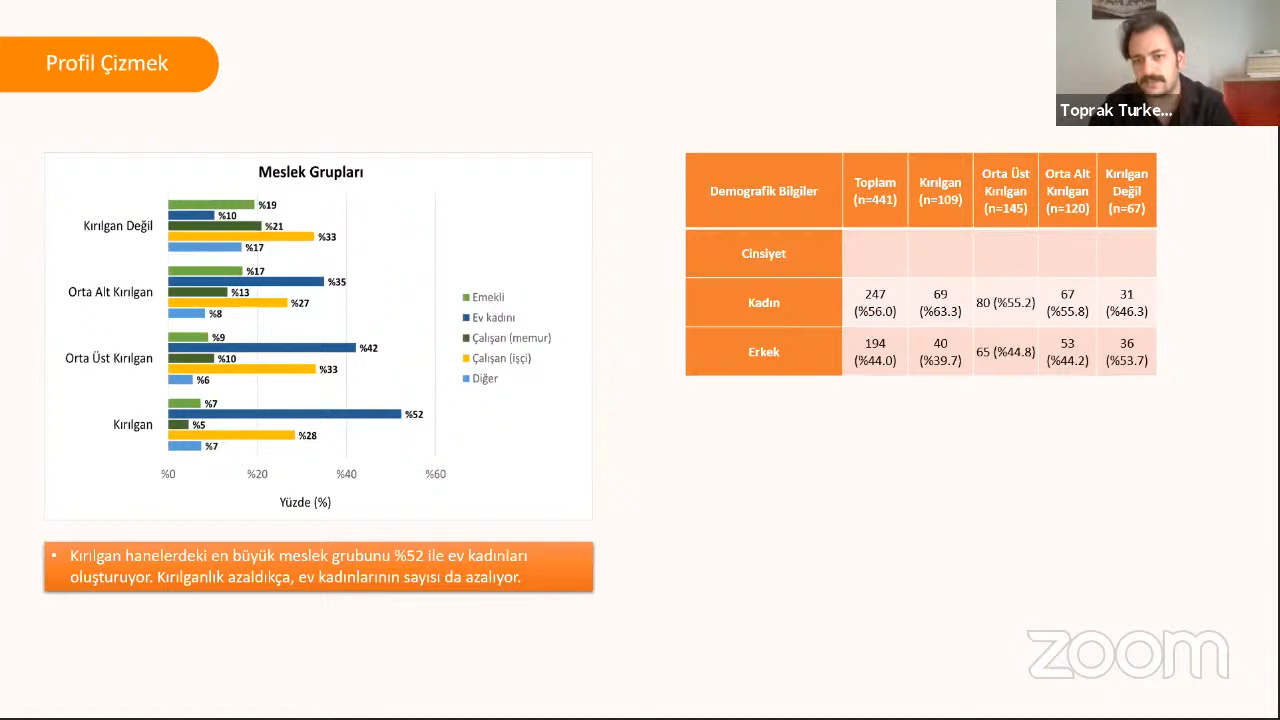 Profil Çizmek
Toprak Turke...
Meslek Grupları
Kırılgan Değil
%19
%10
%21
%33
%17
Orta Alt Kırılgan
%17
%35
%13
%27
%8
Orta Üst Kırılgan
%9
%42
%10
%33
%6
Kırılgan
%7
%52
%5
%28
%7
%0 %20 %40 %60
Yüzde (%)
Emekli
Ev kadını
Çalışan (memur)
Çalışan (işçi)
Diğer
• Kırılgan hanelerdeki en büyük meslek grubunu %52 ile ev kadınları
oluşturuyor. Kırılganlık azaldıkça, ev kadınlarının sayısı da azalıyor.
Demografik Bilgiler
Toplam
(n=441)
Kırılgan
(n=109)
Orta Üst
Kırılgan
(n=145)
Orta Alt
Kırılgan
(n=120)
Kırılgan
Değil
(n=67)
Cinsiyet
Kadın
247
(%56.0)
69
(%63.3)
80 (%55.2)
67
(%55.8)
31
(%46.3)
Erkek
194
(%44.0)
40
(%39.7)
65 (%44.8)
53
(%44.2)
36
(%53.7)
zoom